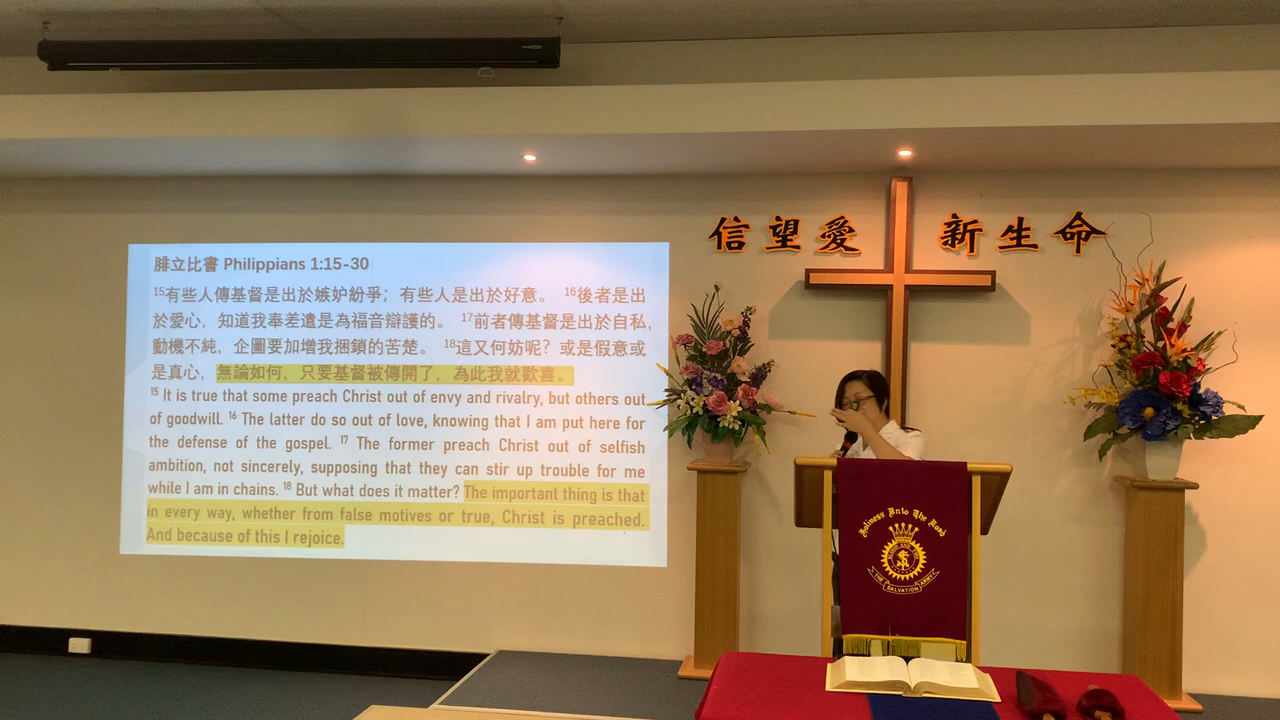 腓立比書 Philippians 1:15-30
15有些人傳基督是出於嫉妒紛爭；有些人是出於好意。 16後者是出
於愛心，知道我奉差遣是為福音辯護的。 17前者傳基督是出於自私，
動機不純，企圖要加增我捆鎖的苦楚。 18這又何妨呢？或是假意或
是真心，無論如何，只要基督被傳開了，為此我就歡喜。
15 It is true that some preach Christ out of envy and rivalry, but others out
of goodwill. 16 The latter do so out of love, knowing that I am put here for
the defense of the gospel. 17 The former preach Christ out of selfish
ambition, not sincerely, supposing that they can stir up trouble for me
while I am in chains. 18 But what does it matter? The important thing is that
in every way, whether from false motives or true, Christ is preached.
And because of this I rejoice.
信望愛 新生命
Holiness Unto The Lord
BLOOD AND FIRE
THE SALVATION ARMY